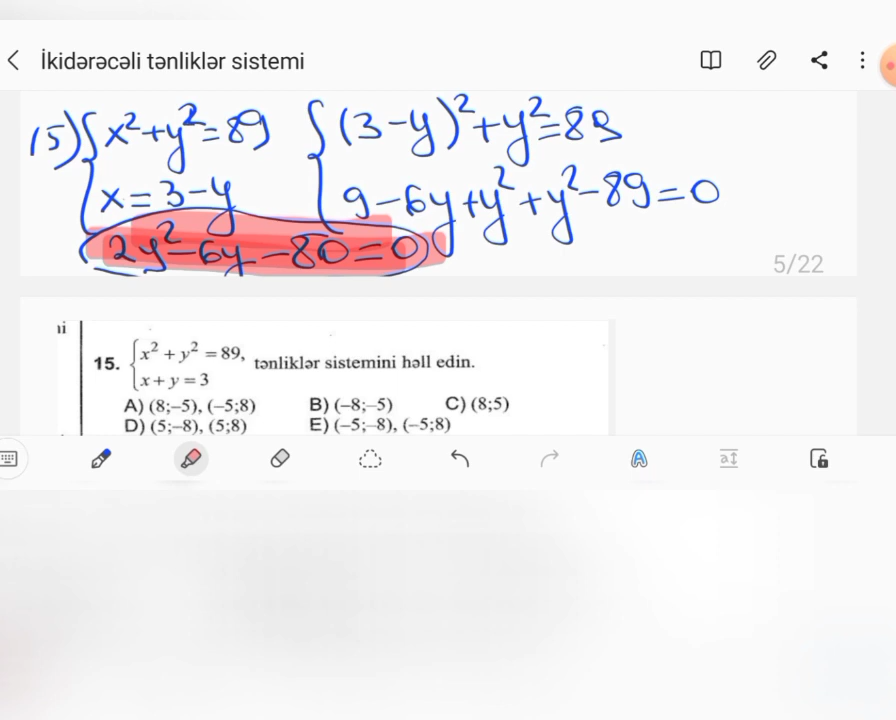 İkidərəcəli tənliklər sistemi
15) { x² + y² = 89 { (3 - y)² + y² = 89
x = 3 - y 9 - 6y + y² + y² - 89 = 0
2y² - 6y - 80 = 0
5/22
ni
15. { x² + y² = 89, tənliklər sistemini həll edin.
x + y = 3
A) (8;–5), (–5;8) B) (–8;–5) C) (8;5)
D) (5;–8), (5;8) E) (–5;–8), (–5;8)
A
a